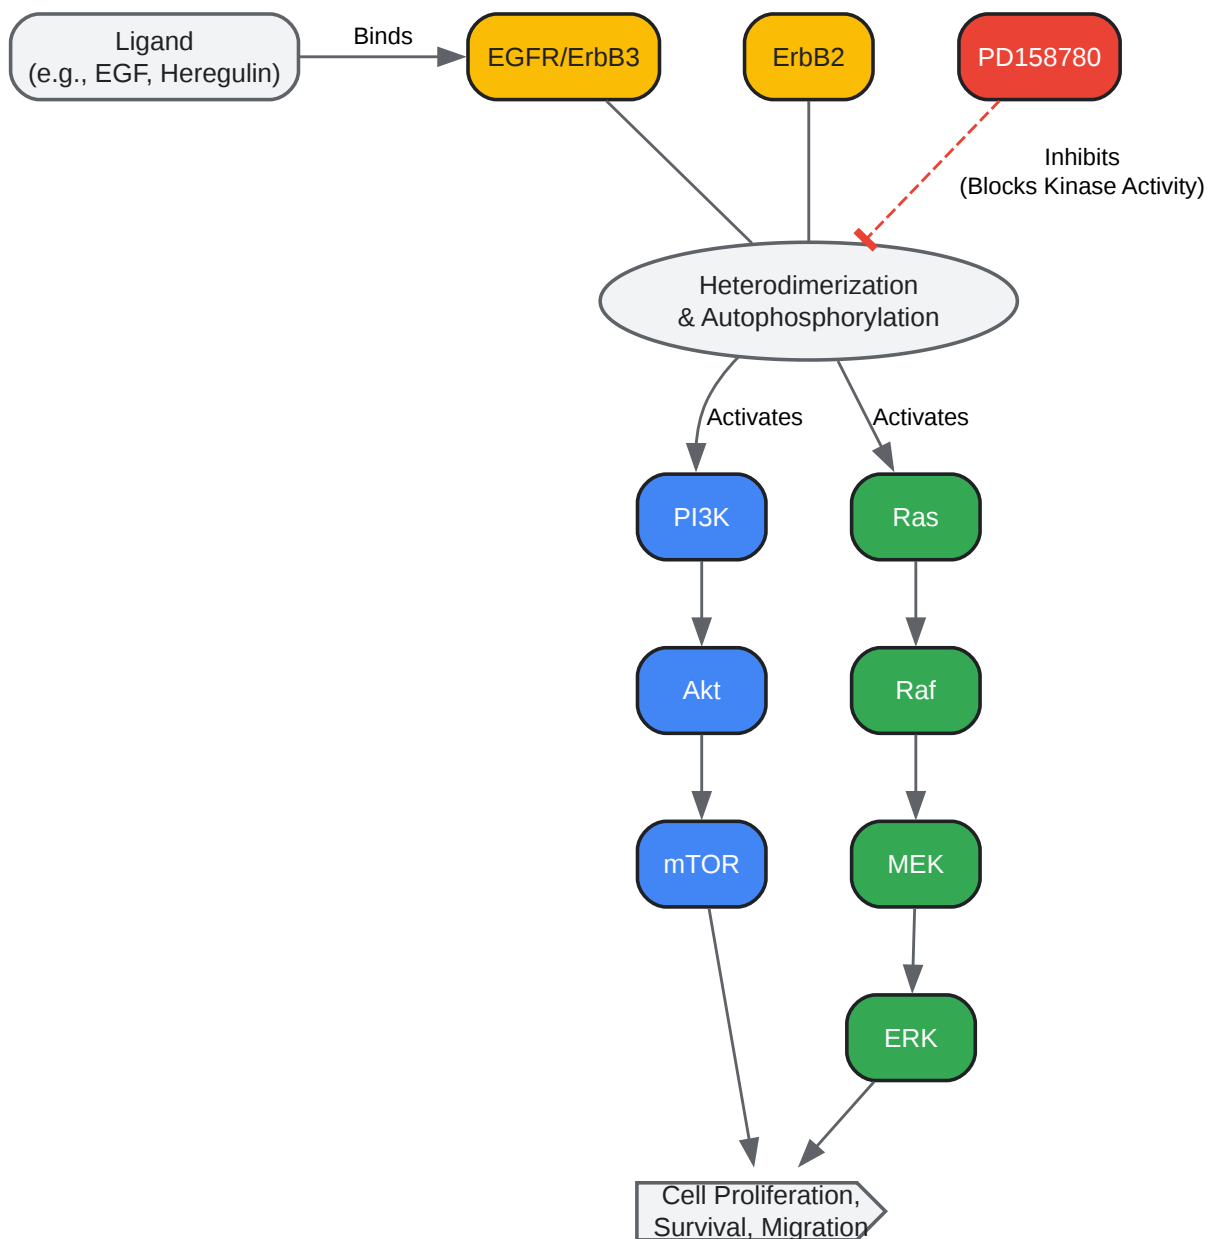 Ligand
(e.g., EGF, Heregulin)
Binds
EGFR/ErbB3
ErbB2
PD158780
Inhibits
(Blocks Kinase Activity)
Heterodimerization
& Autophosphorylation
Activates
Activates
PI3K
Ras
Akt
Raf
mTOR
MEK
ERK
Cell Proliferation,
Survival, Migration